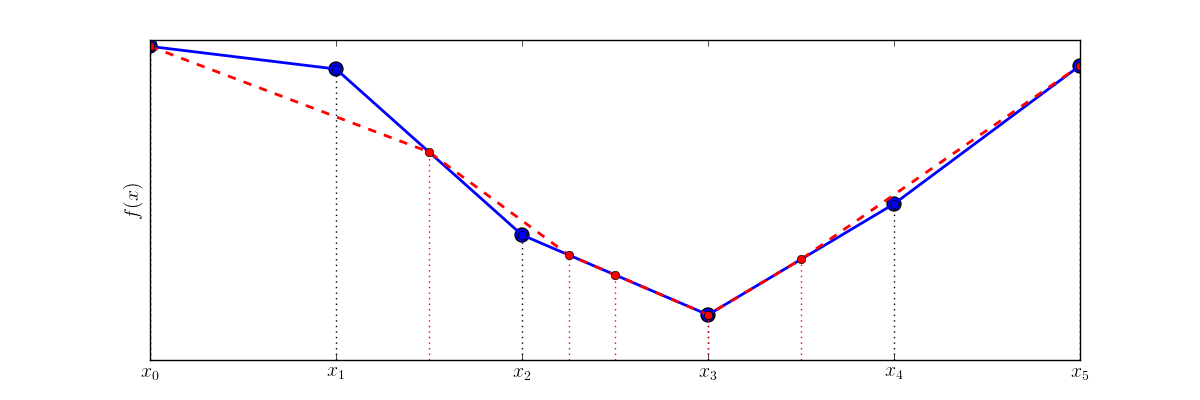 f(x)
x₀ x₁ x₂ x₃ x₄ x₅